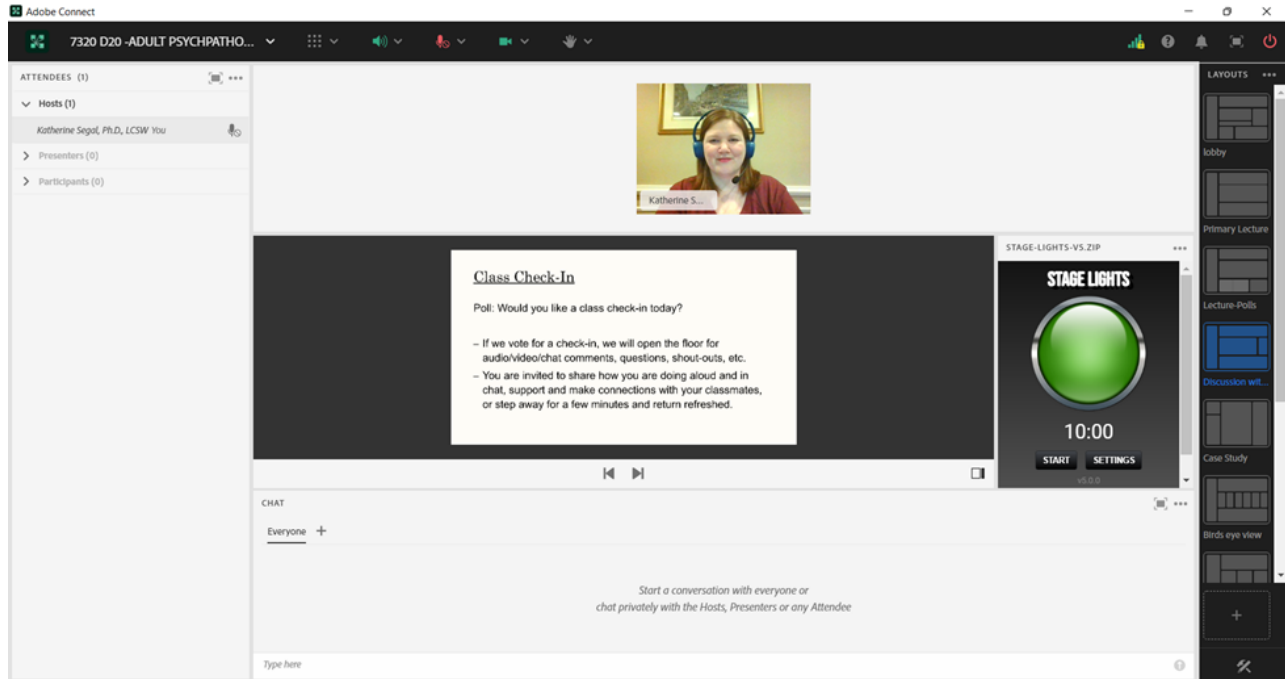 Adobe Connect
7320 D20 -ADULT PSYCHPATHO...
ATTENDEES (1)
Hosts (1)
Katherine Segal, Ph.D., LCSW You
Presenters (0)
Participants (0)
Katherine S...
Class Check-In
Poll: Would you like a class check-in today?
– If we vote for a check-in, we will open the floor for
audio/video/chat comments, questions, shout-outs, etc.
– You are invited to share how you are doing aloud and in
chat, support and make connections with your classmates,
or step away for a few minutes and return refreshed.
STAGE-LIGHTS-V5.ZIP
STAGE LIGHTS
10:00
START SETTINGS
v5.0.0
CHAT
Everyone
Start a conversation with everyone or
chat privately with the Hosts, Presenters or any Attendee
Type here
LAYOUTS
lobby
Primary Lecture
Lecture-Polls
Discussion wit...
Case Study
Birds eye view